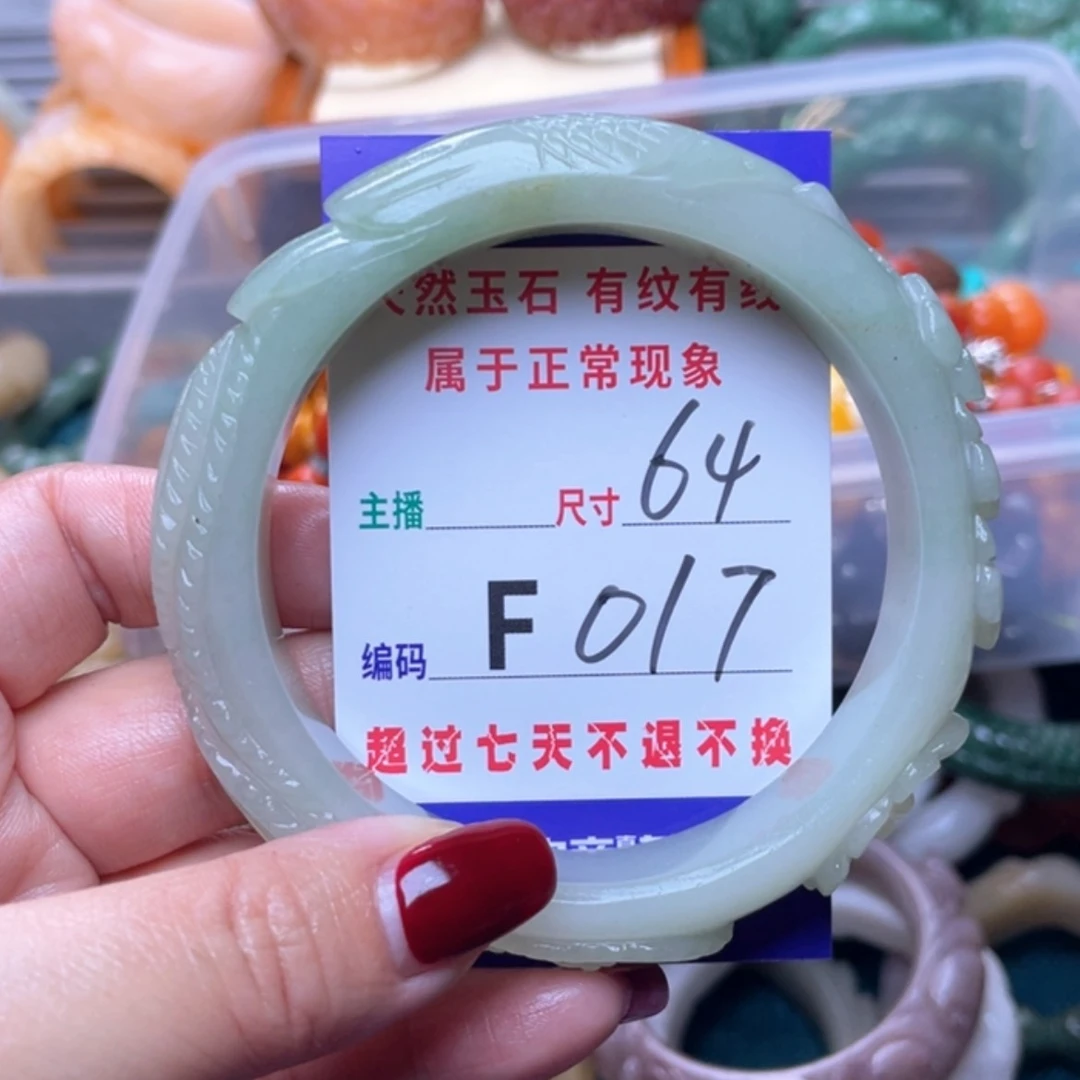 天然玉石 有纹有线
属于正常现象
主播 尺寸 64
编码 F 017
超过七天不退不换